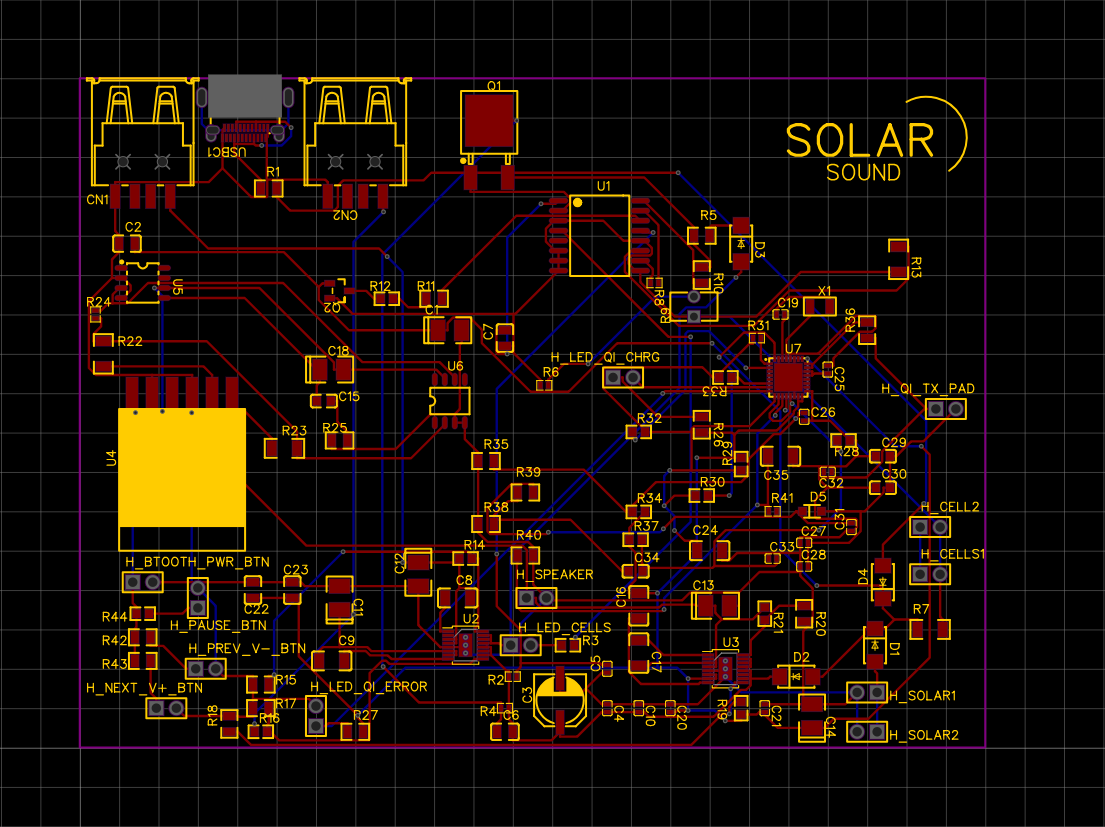 Q1
SOLAR
SOUND
USBC1
R1
CN1
CN2
U1
C2
R5
D3
U5
R24
R22
Q2
R12
R11
C1
C7
R8
R9
R10
R13
X1
C19
R31
R36
U7
C18
C15
U6
H_LED_QI_CHRG
R6
R33
C25
H_QI_TX_PAD
C26
R32
R26
R28
U4
R23
R25
R35
R29
C35
C29
C32
C30
R39
R30
R34
R41
D5
C31
H_CELL2
R38
R37
R40
C24
C27
C33
C28
H_CELLS1
H_BTOOTH_PWR_BTN
C23
C12
R14
C34
D4
H_SPEAKER
C22
C11
C8
C16
C13
R21
R20
R7
R44
H_PAUSE_BTN
R42
R43
H_PREV_V-_BTN
C9
U2
H_LED_CELLS
R3
C17
U3
D2
D1
H_NEXT_V+_BTN
R15
H_LED_QI_ERROR
R2
C3
C5
H_SOLAR1
R18
R17
R16
R27
R4
C6
C4
C10
C20
R19
C21
C14
H_SOLAR2